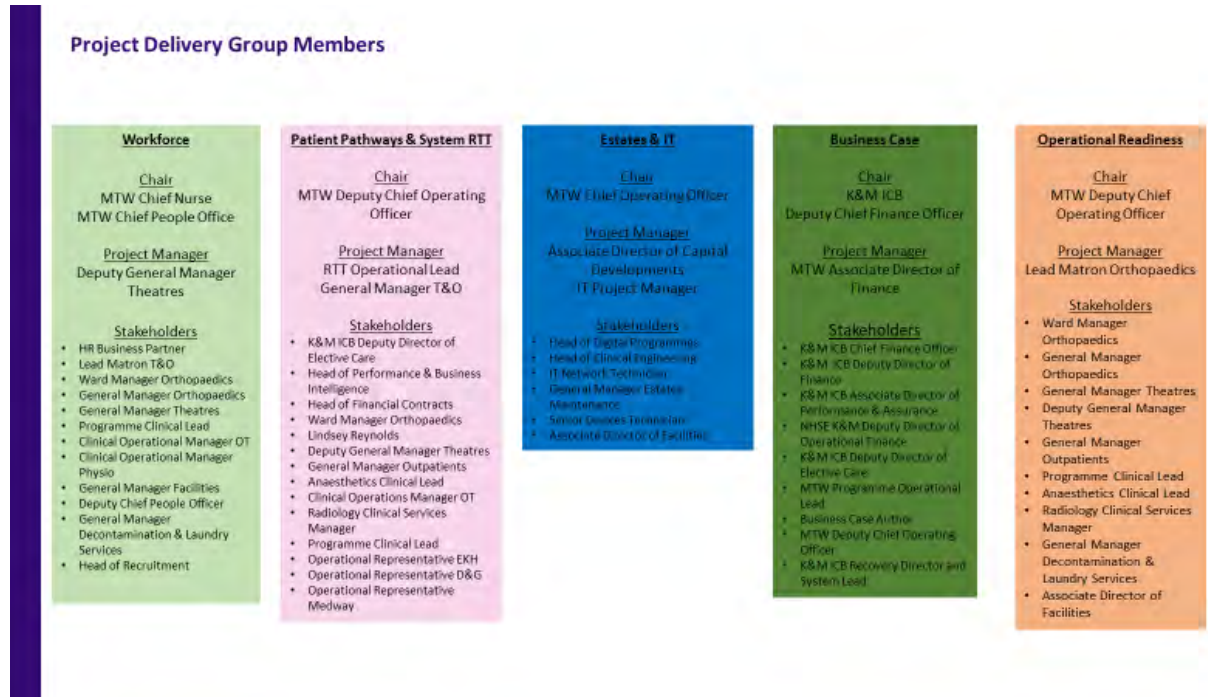 Project Delivery Group Members
Workforce
Chair
MTW Chief Nurse
MTW Chief People Office
Project Manager
Deputy General Manager
Theatres
Stakeholders
• HR Business Partner
• Lead Matron T&O
• Ward Manager Orthopaedics
• General Manager Orthopaedics
• General Manager Theatres
• Programme Clinical Lead
• Clinical Operational Manager OT
• Clinical Operational Manager
Physio
• General Manager Facilities
• Deputy Chief People Officer
• General Manager
Decontamination & Laundry
Services
• Head of Recruitment
Patient Pathways & System RTT
Chair
MTW Deputy Chief Operating
Officer
Project Manager
RTT Operational Lead
General Manager T&O
Stakeholders
• K&M ICB Deputy Director of
Elective Care
• Head of Performance & Business
Intelligence
• Head of Financial Contracts
• Ward Manager Orthopaedics
• Lindsey Reynolds
• Deputy General Manager Theatres
• General Manager Outpatients
• Anaesthetics Clinical Lead
• Clinical Operations Manager OT
• Radiology Clinical Services
Manager
• Programme Clinical Lead
• Operational Representative EKH
• Operational Representative D&G
• Operational Representative
Medway
Estates & IT
Chair
MTW Chief Operating Officer
Project Manager
Associate Director of Capital
Developments
IT Project Manager
Stakeholders
• Head of Digital Programmes
• Head of Clinical Engineering
• IT Network Technician
• General Manager Estates
Maintenance
• Senior Devices Technician
• Associate Director of Facilities
Business Case
Chair
K&M ICB
Deputy Chief Finance Officer
Project Manager
MTW Associate Director of
Finance
Stakeholders
• K&M ICB Chief Finance Officer
• K&M ICB Deputy Director of
Finance
• K&M ICB Associate Director of
Performance & Assurance
• NHSE K&M Deputy Director of
Operational Finance
• K&M ICB Deputy Director of
Elective Care
• MTW Programme Operational
Lead
• Business Case Author
• MTW Deputy Chief Operating
Officer
• K&M ICB Recovery Director and
System Lead
Operational Readiness
Chair
MTW Deputy Chief
Operating Officer
Project Manager
Lead Matron Orthopaedics
Stakeholders
• Ward Manager
Orthopaedics
• General Manager
Orthopaedics
• General Manager Theatres
• Deputy General Manager
Theatres
• General Manager
Outpatients
• Programme Clinical Lead
• Anaesthetics Clinical Lead
• Radiology Clinical Services
Manager
• General Manager
Decontamination &
Laundry Services
• Associate Director of
Facilities